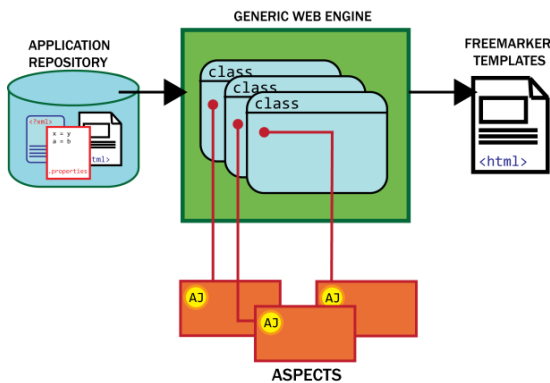 GENERIC WEB ENGINE
APPLICATION
REPOSITORY
FREEMARKER
TEMPLATES
class
class
class
<?xml>
x = y
a = b
.properties
html>
<html>
AJ
AJ
AJ
ASPECTS